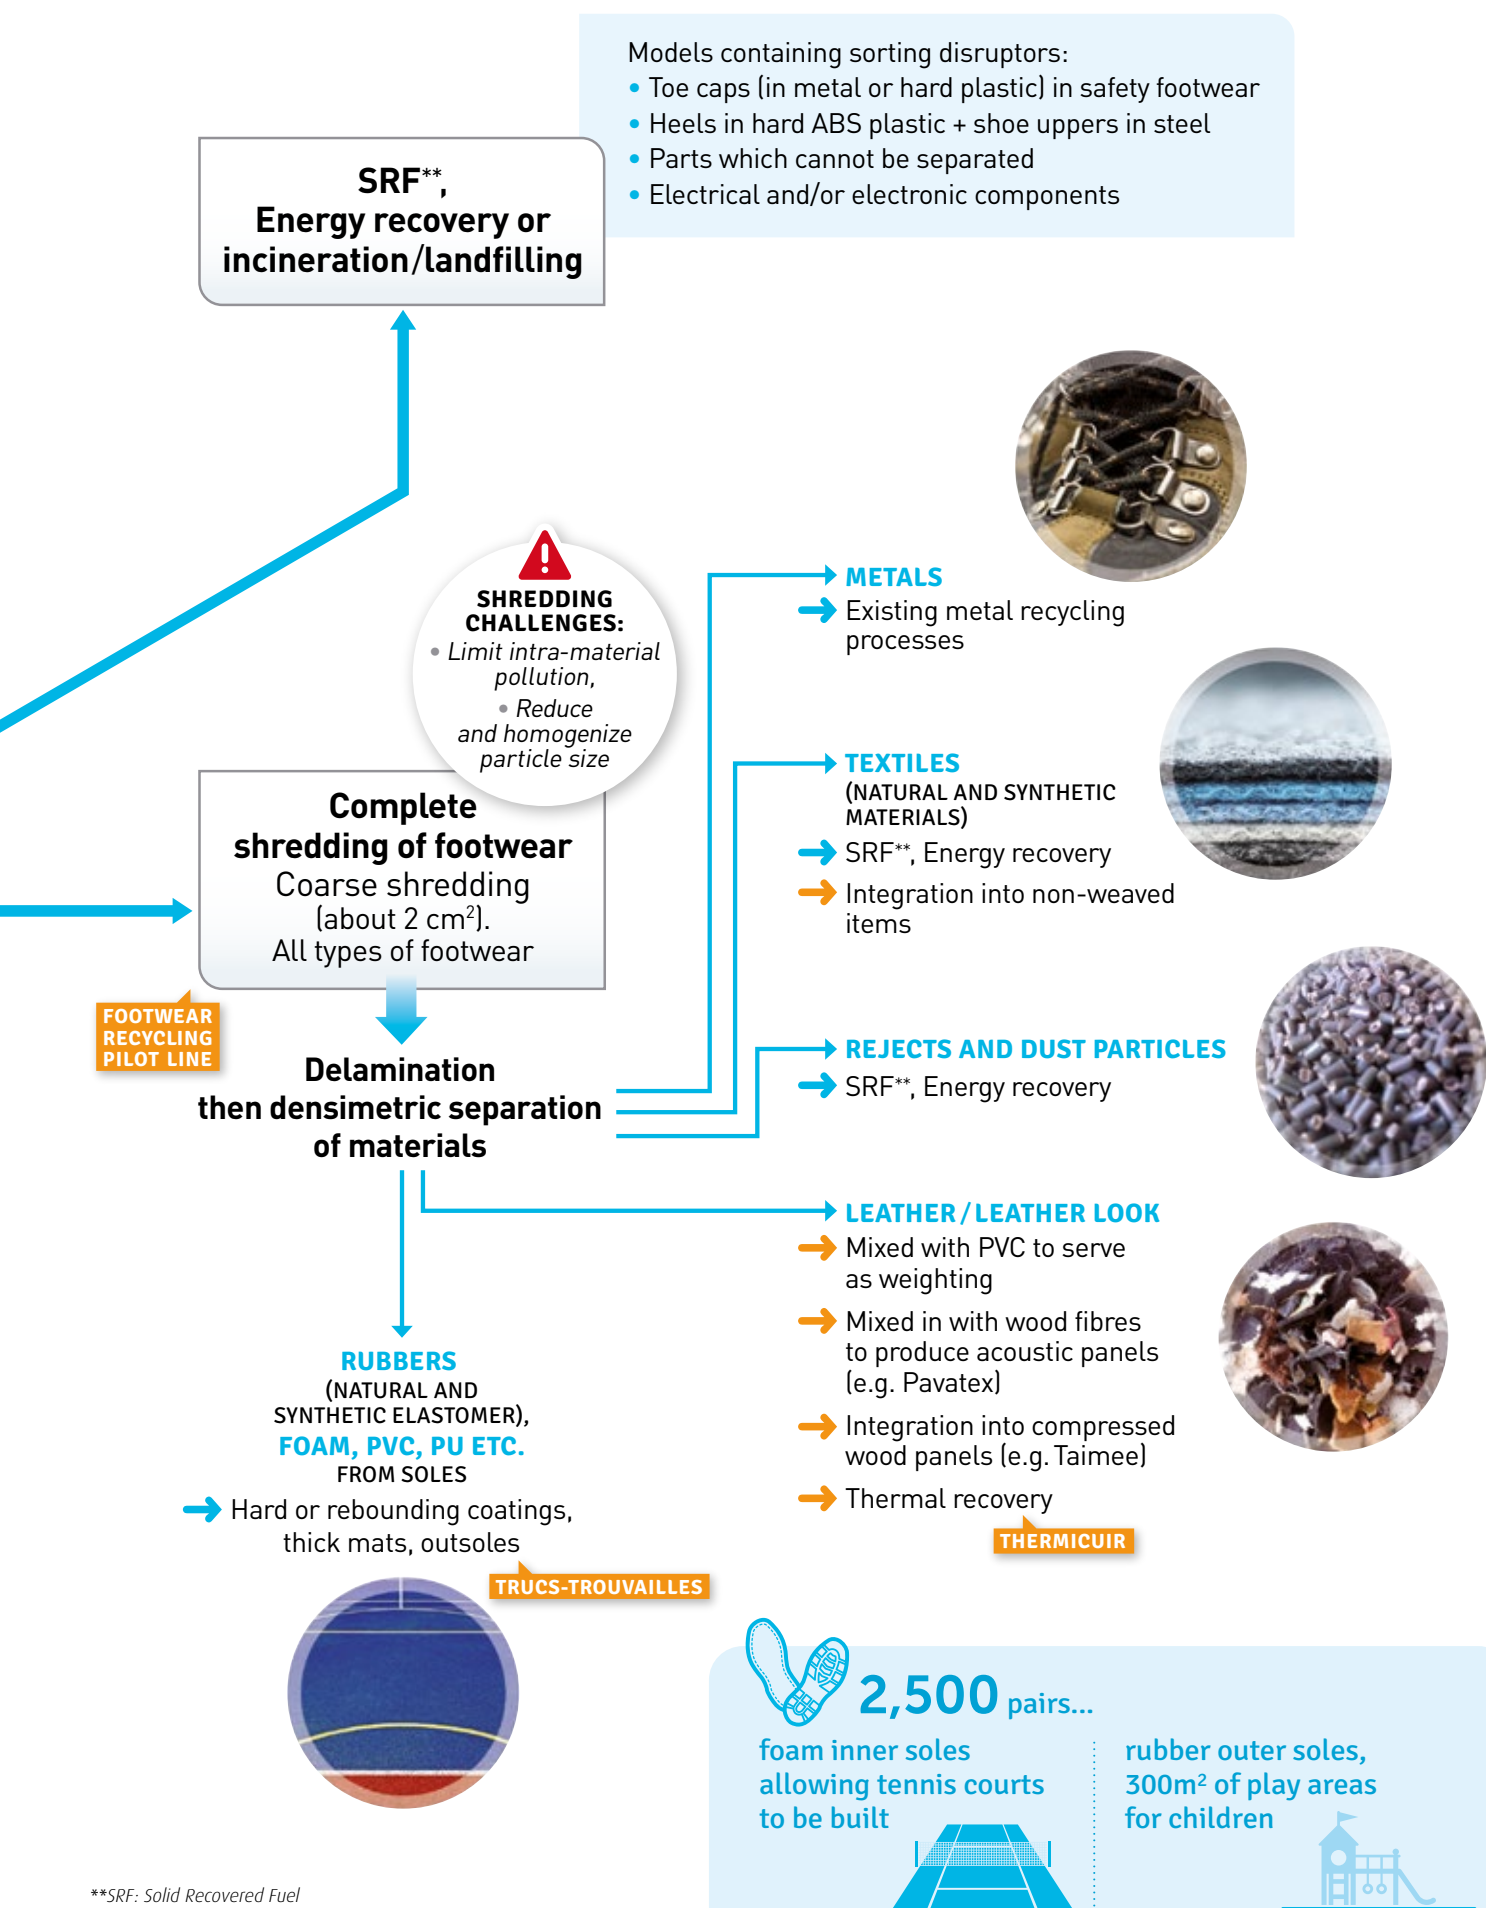 Models containing sorting disruptors:
• Toe caps (in metal or hard plastic) in safety footwear
• Heels in hard ABS plastic + shoe uppers in steel
• Parts which cannot be separated
• Electrical and/or electronic components
SRF**,
Energy recovery or
incineration/landfilling
SHREDDING
CHALLENGES:
• Limit intra-material
pollution,
• Reduce
and homogenize
particle size
Complete
shredding of footwear
Coarse shredding
(about 2 cm²).
All types of footwear
FOOTWEAR
RECYCLING
PILOT LINE
Delamination
then densimetric separation
of materials
METALS
Existing metal recycling
processes
TEXTILES
(NATURAL AND SYNTHETIC
MATERIALS)
SRF**, Energy recovery
Integration into non-weaved
items
REJECTS AND DUST PARTICLES
SRF**, Energy recovery
LEATHER/LEATHER LOOK
Mixed with PVC to serve
as weighting
Mixed in with wood fibres
to produce acoustic panels
(e.g. Pavatex)
Integration into compressed
wood panels (e.g. Taimee)
Thermal recovery
THERMICUIR
RUBBERS
(NATURAL AND
SYNTHETIC ELASTOMER),
FOAM, PVC, PU ETC.
FROM SOLES
Hard or rebounding coatings,
thick mats, outsoles
TRUCS-TROUVAILLES
2,500 pairs...
foam inner soles
allowing tennis courts
to be built
rubber outer soles,
300m² of play areas
for children
**SRF: Solid Recovered Fuel